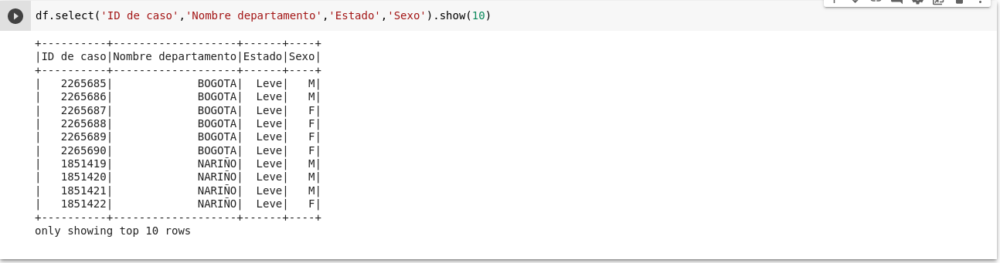 df.select('ID de caso','Nombre departamento','Estado','Sexo').show(10)
+----------+-------------------+------+----+
|ID de caso|Nombre departamento|Estado|Sexo|
+----------+-------------------+------+----+
|   2265685|             BOGOTA|  Leve|   M|
|   2265686|             BOGOTA|  Leve|   M|
|   2265687|             BOGOTA|  Leve|   F|
|   2265688|             BOGOTA|  Leve|   F|
|   2265689|             BOGOTA|  Leve|   F|
|   2265690|             BOGOTA|  Leve|   F|
|   1851419|             NARIÑO|  Leve|   M|
|   1851420|             NARIÑO|  Leve|   M|
|   1851421|             NARIÑO|  Leve|   M|
|   1851422|             NARIÑO|  Leve|   F|
+----------+-------------------+------+----+
only showing top 10 rows